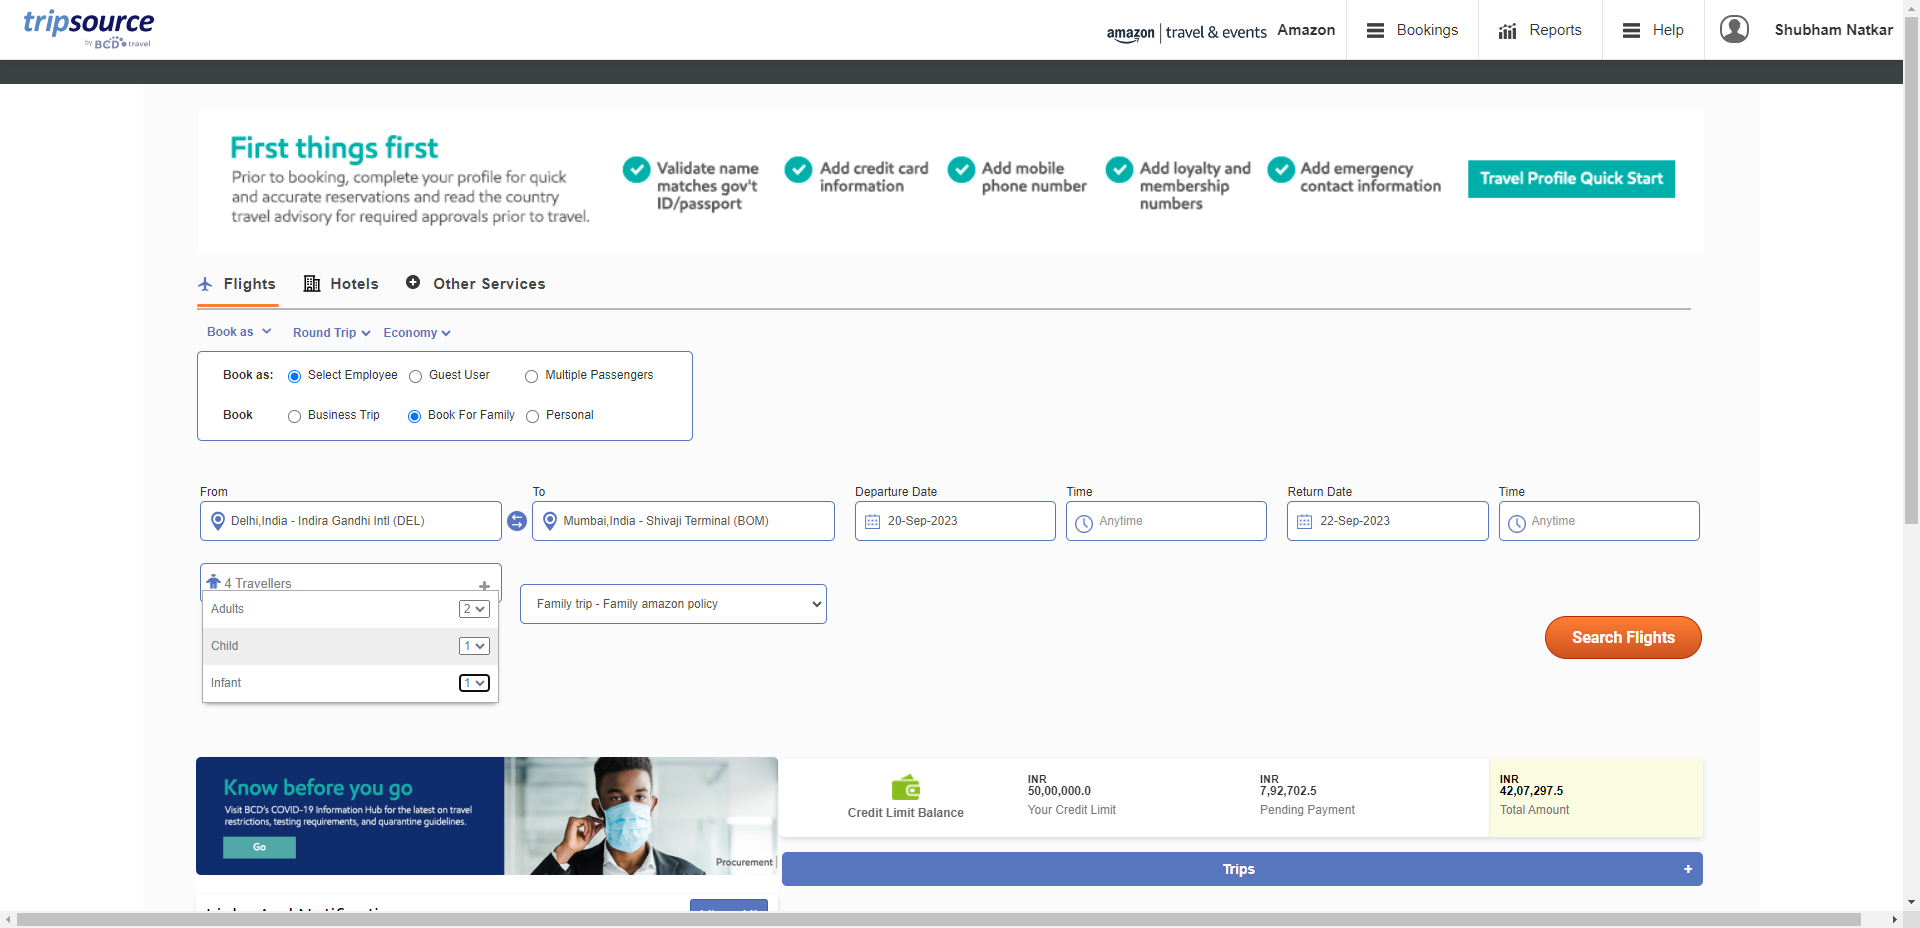 tripsource
by BCD travel
amazon | travel & events Amazon
Bookings
Reports
Help
Shubham Natkar
First things first
Prior to booking, complete your profile for quick
and accurate reservations and read the country
travel advisory for required approvals prior to travel.
Validate name
matches gov't
ID/passport
Add credit card
information
Add mobile
phone number
Add loyalty and
membership
numbers
Add emergency
contact information
Travel Profile Quick Start
Flights
Hotels
Other Services
Book as
Round Trip
Economy
Book as:
Select Employee
Guest User
Multiple Passengers
Book
Business Trip
Book For Family
Personal
From
To
Departure Date
Time
Return Date
Time
Delhi,India - Indira Gandhi Intl (DEL)
Mumbai,India - Shivaji Terminal (BOM)
20-Sep-2023
Anytime
22-Sep-2023
Anytime
4 Travellers
+
Adults
2
Child
1
Infant
1
Family trip - Family amazon policy
Search Flights
Know before you go
Visit BCD's COVID-19 Information Hub for the latest on travel
restrictions, testing requirements, and quarantine guidelines.
Go
Procurement |
Credit Limit Balance
INR
50,00,000.0
Your Credit Limit
INR
7,92,702.5
Pending Payment
INR
42,07,297.5
Total Amount
Trips
+